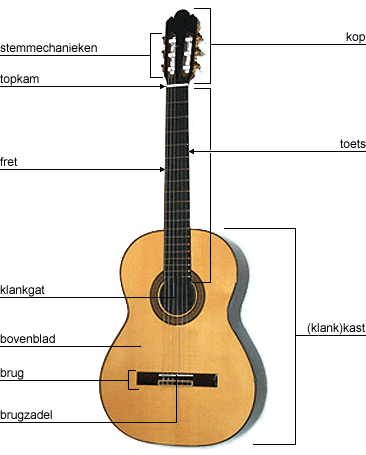 kop
stemmechanieken
topkam
toets
fret
klankgat
(klank)kast
bovenblad
brug
brugzadel